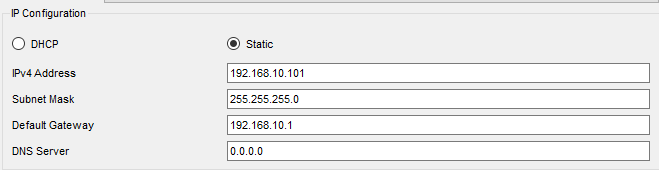 IP Configuration
DHCP Static
IPv4 Address 192.168.10.101
Subnet Mask 255.255.255.0
Default Gateway 192.168.10.1
DNS Server 0.0.0.0